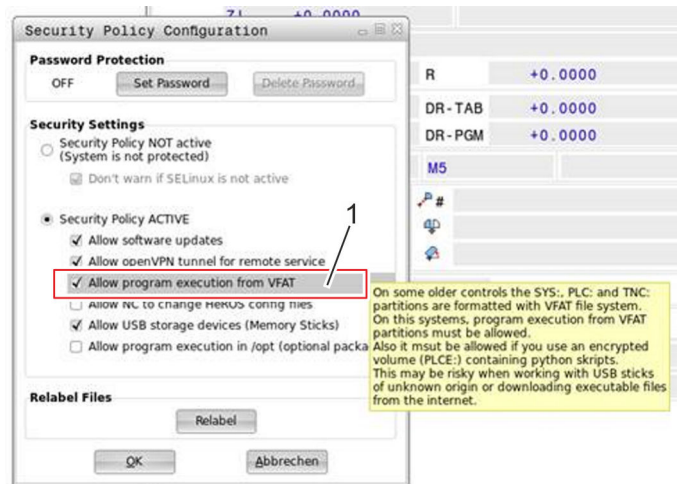 Z1 +0.0000
Security Policy Configuration
Password Protection
OFF Set Password Delete Password
Security Settings
Security Policy NOT active
(System is not protected)
Don't warn if SELinux is not active
Security Policy ACTIVE
Allow software updates
Allow openVPN tunnel for remote service
Allow program execution from VFAT
Allow NC to change HEROS config files
Allow USB storage devices (Memory Sticks)
Allow program execution in /opt (optional packa
Relabel Files
Relabel
OK Abbrechen
1
R +0.0000
DR-TAB +0.0000
DR-PGM +0.0000
M5
#
On some older controls the SYS:, PLC: and TNC:
partitions are formatted with VFAT file system.
On this systems, program execution from VFAT
partitions must be allowed.
Also it msut be allowed if you use an encrypted
volume (PLCE:) containing python skripts.
This may be risky when working with USB sticks
of unknown origin or downloading executable files
from the internet.